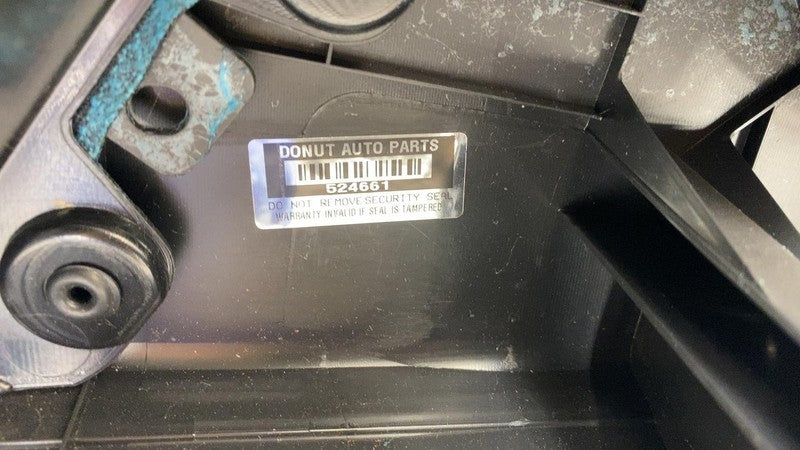 DONUT AUTO PARTS
524661
DO NOT REMOVE SECURITY SEAL
WARRANTY INVALID IF SEAL IS TAMPERED